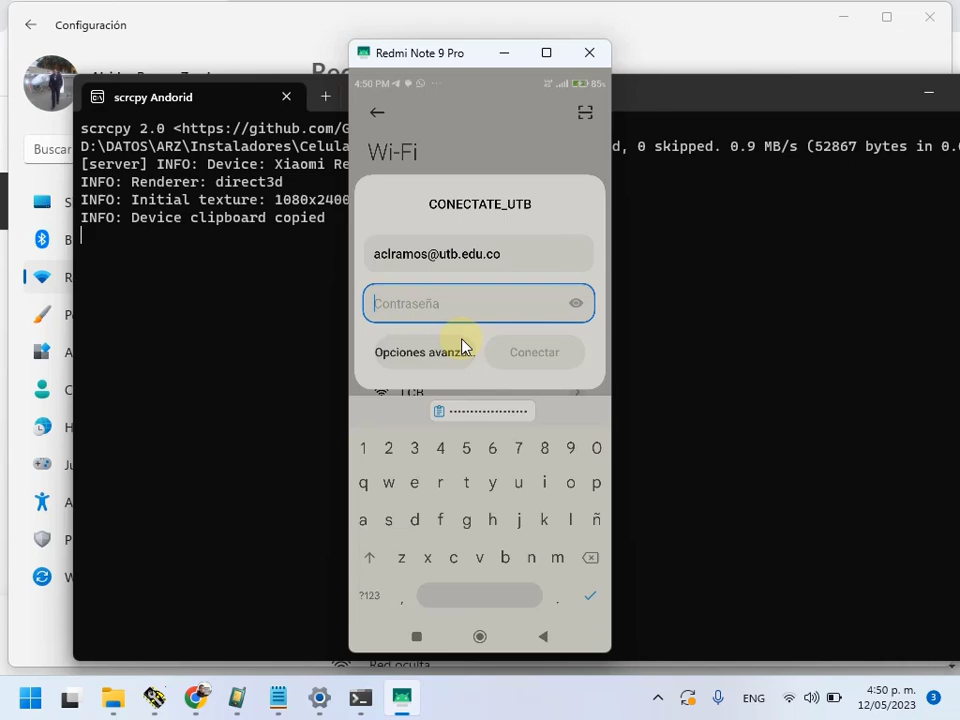 Configuración
Redmi Note 9 Pro
scrcpy Andorid
4:50 PM
85%
scrcpy 2.0 <https://github.com/G
Buscar
D:\DATOS\ARZ\Instaladores\Celula
d, 0 skipped. 0.9 MB/s (52867 bytes in 0.0
Wi-Fi
[server] INFO: Device: Xiaomi Re
INFO: Renderer: direct3d
INFO: Initial texture: 1080x2400
INFO: Device clipboard copied
CONECTATE_UTB
aclramos@utb.edu.co
Contraseña
Opciones avanz...
Conectar
1 2 3 4 5 6 7 8 9 0
q w e r t y u i o p
a s d f g h j k l ñ
z x c v b n m
?123 , .
Red oculta
ENG
4:50 p. m.
12/05/2023
3